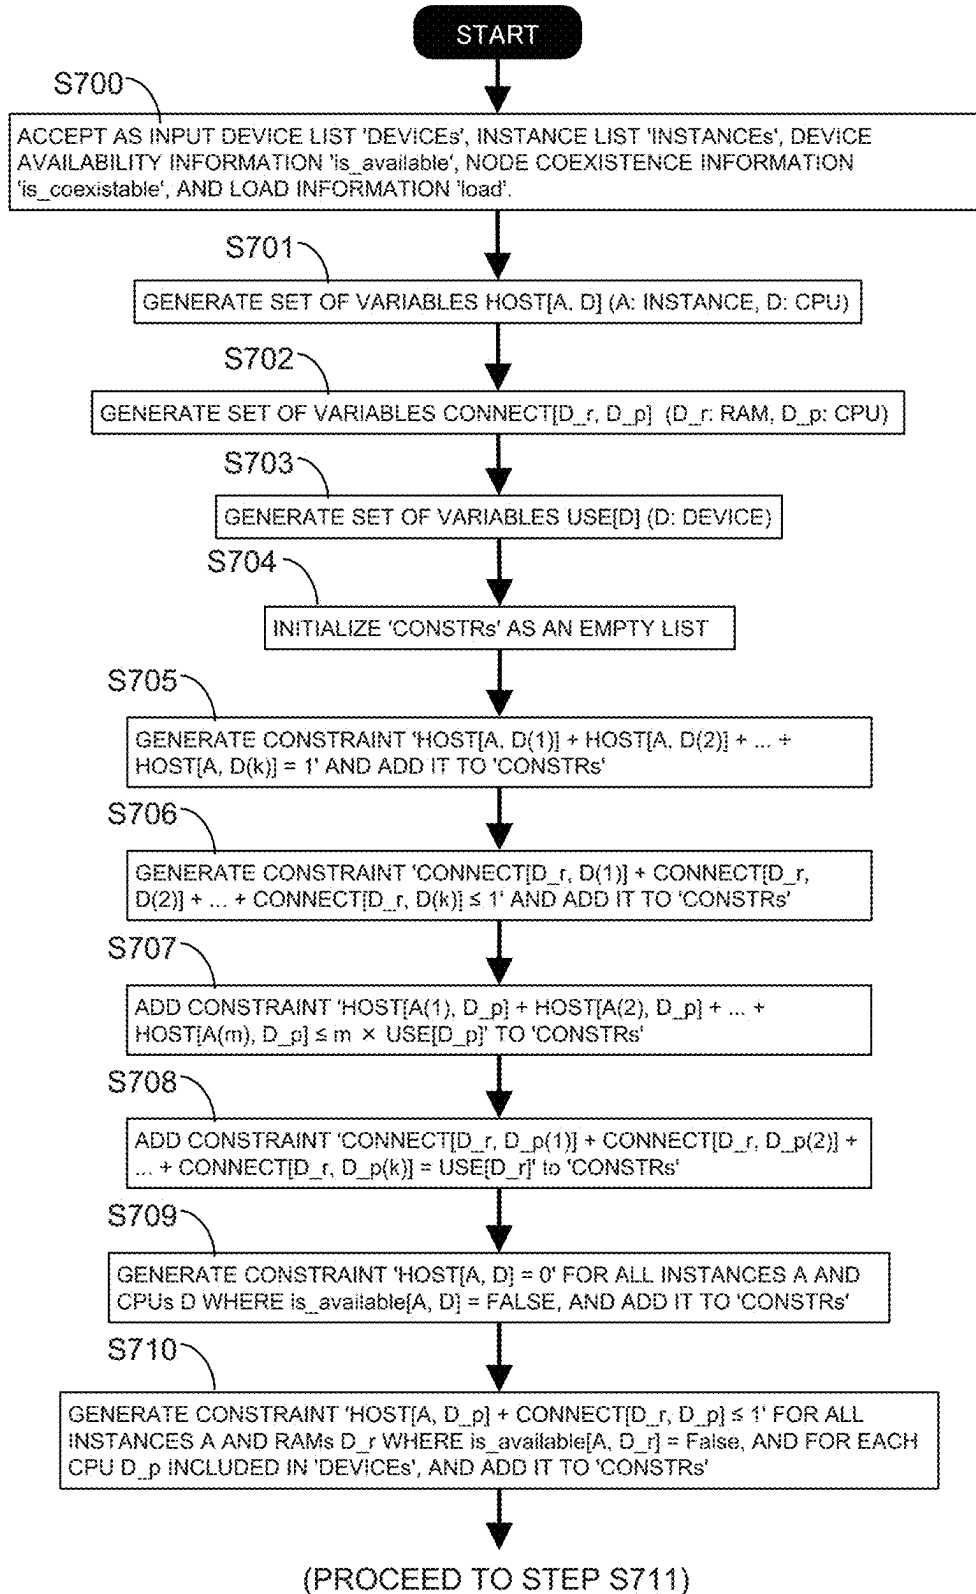 START
S700
ACCEPT AS INPUT DEVICE LIST 'DEVICEs', INSTANCE LIST 'INSTANCEs', DEVICE
AVAILABILITY INFORMATION 'is_available', NODE COEXISTENCE INFORMATION
'is_coexistable', AND LOAD INFORMATION 'load'.
S701
GENERATE SET OF VARIABLES HOST[A, D] (A: INSTANCE, D: CPU)
S702
GENERATE SET OF VARIABLES CONNECT[D_r, D_p] (D_r: RAM, D_p: CPU)
S703
GENERATE SET OF VARIABLES USE[D] (D: DEVICE)
S704
INITIALIZE 'CONSTRs' AS AN EMPTY LIST
S705
GENERATE CONSTRAINT 'HOST[A, D(1)] + HOST[A, D(2)] + ... +
HOST[A, D(k)] = 1' AND ADD IT TO 'CONSTRs'
S706
GENERATE CONSTRAINT 'CONNECT[D_r, D(1)] + CONNECT[D_r,
D(2)] + ... + CONNECT[D_r, D(k)] ≤ 1' AND ADD IT TO 'CONSTRs'
S707
ADD CONSTRAINT 'HOST[A(1), D_p] + HOST[A(2), D_p] + ... +
HOST[A(m), D_p] ≤ m × USE[D_p]' TO 'CONSTRs'
S708
ADD CONSTRAINT 'CONNECT[D_r, D_p(1)] + CONNECT[D_r, D_p(2)] +
... + CONNECT[D_r, D_p(k)] = USE[D_r]' to 'CONSTRs'
S709
GENERATE CONSTRAINT 'HOST[A, D] = 0' FOR ALL INSTANCES A AND
CPUs D WHERE is_available[A, D] = FALSE, AND ADD IT TO 'CONSTRs'
S710
GENERATE CONSTRAINT 'HOST[A, D_p] + CONNECT[D_r, D_p] ≤ 1' FOR ALL
INSTANCES A AND RAMs D_r WHERE is_available[A, D_r] = False, AND FOR EACH
CPU D_p INCLUDED IN 'DEVICEs', AND ADD IT TO 'CONSTRs'
(PROCEED TO STEP S711)